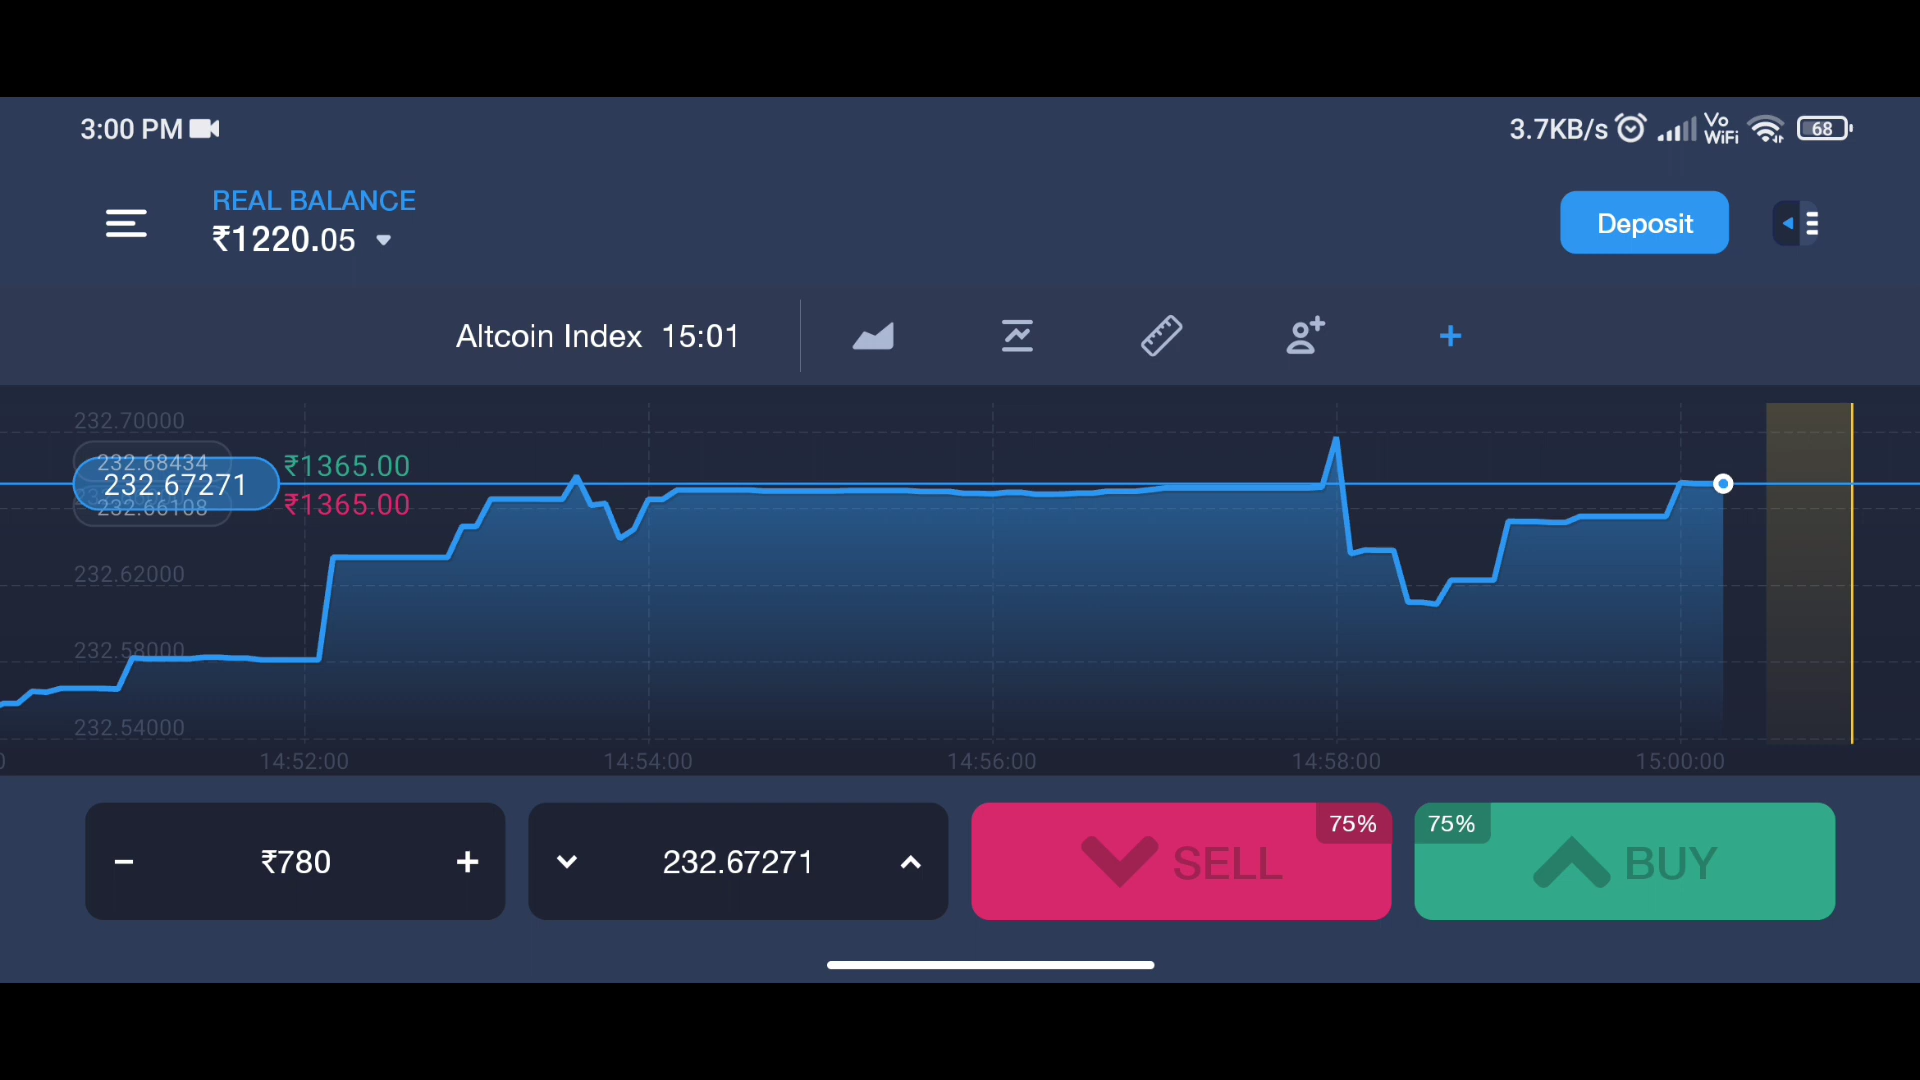 3:00 PM
3.7KB/s Vo WiFi 68
REAL BALANCE
₹1220.05
Deposit
Altcoin Index 15:01
232.70000
232.68434
232.67271
232.66108
₹1365.00
₹1365.00
232.62000
232.58000
232.54000
14:52:00 14:54:00 14:56:00 14:58:00 15:00:00
− ₹780 +
232.67271
SELL 75%
75% BUY